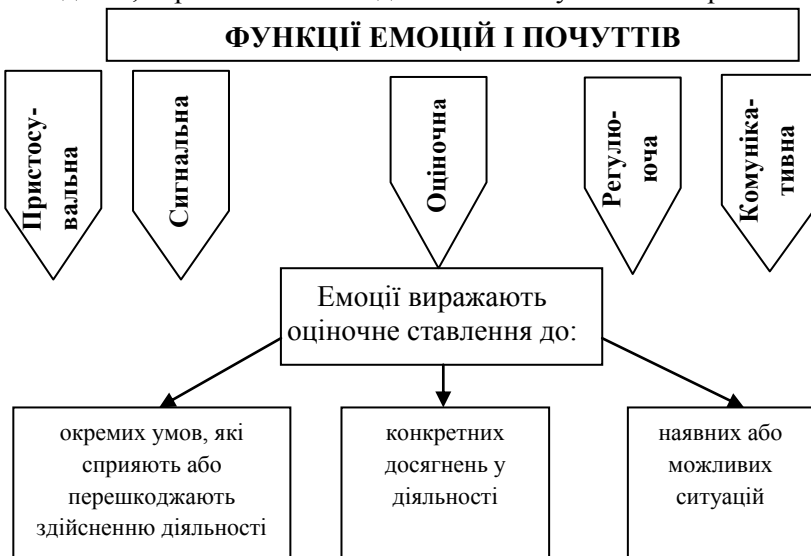 ФУНКЦІЇ ЕМОЦІЙ І ПОЧУТТІВ
Пристосу-
вальна
Сигнальна
Оціночна
Регулю-
юча
Комуніка-
тивна
Емоції виражають
оціночне ставлення до:
окремих умов, які
сприяють або
перешкоджають
здійсненню діяльності
конкретних
досягнень у
діяльності
наявних або
можливих
ситуацій